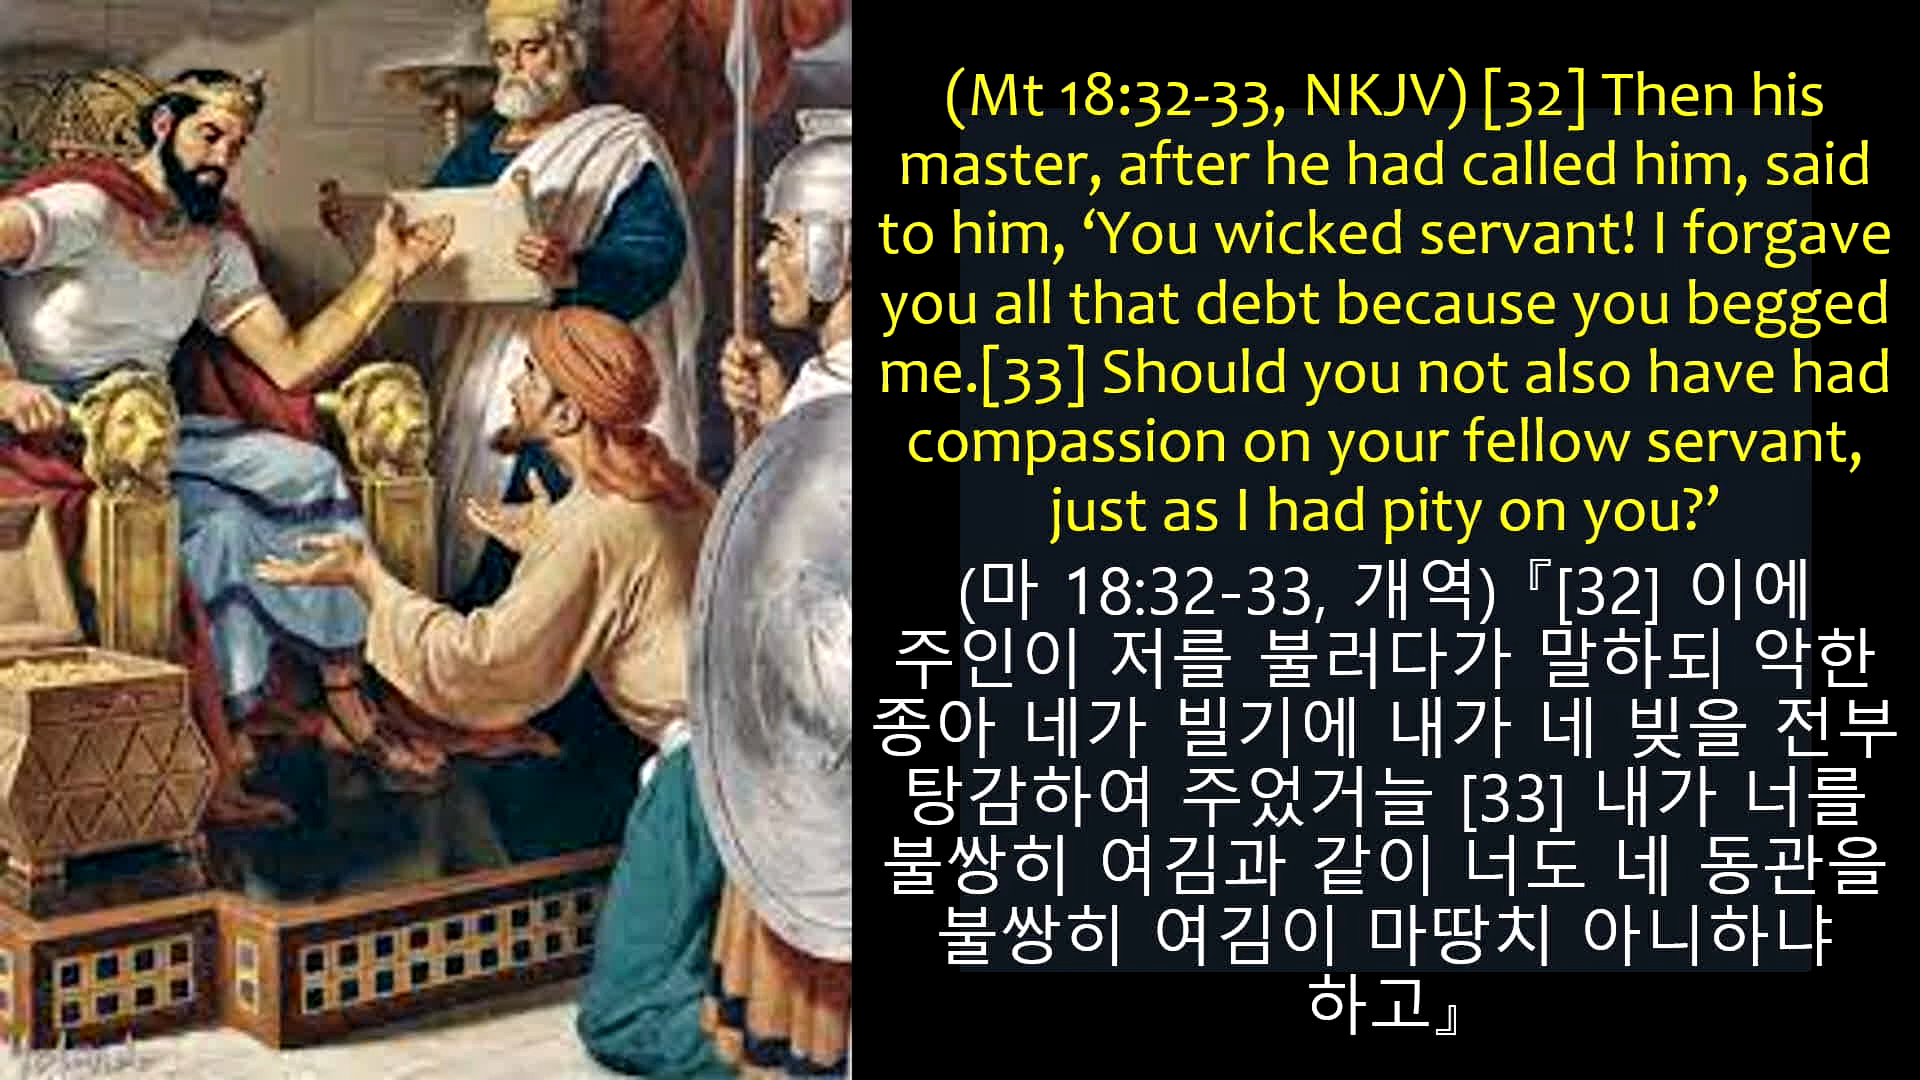 (Mt 18:32-33, NKJV) [32] Then his
master, after he had called him, said
to him, ‘You wicked servant! I forgave
you all that debt because you begged
me.[33] Should you not also have had
compassion on your fellow servant,
just as I had pity on you?’
(마 18:32-33, 개역)『[32] 이에
주인이 저를 불러다가 말하되 악한
종아 네가 빌기에 내가 네 빚을 전부
탕감하여 주었거늘 [33] 내가 너를
불쌍히 여김과 같이 너도 네 동관을
불쌍히 여김이 마땅치 아니하냐
하고』